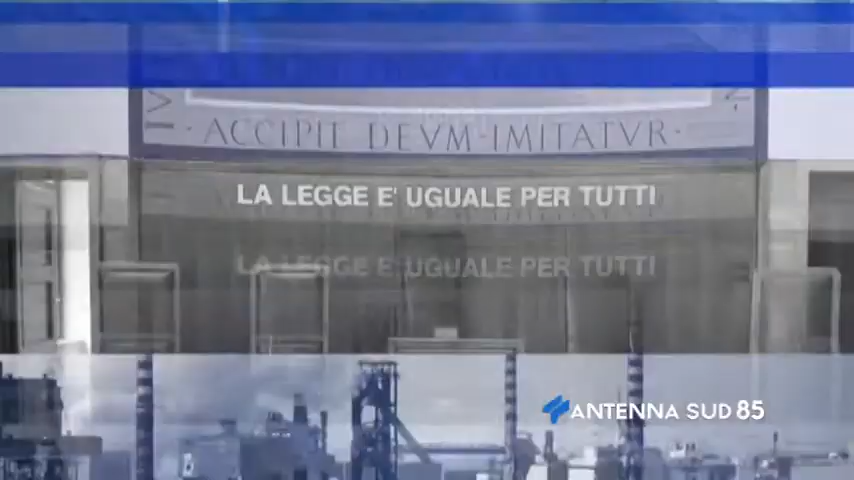 · ACCIPIT DEVM · IMITATVR ·
LA LEGGE E' UGUALE PER TUTTI
LA LEGGE E' UGUALE PER TUTTI
ANTENNA SUD 85